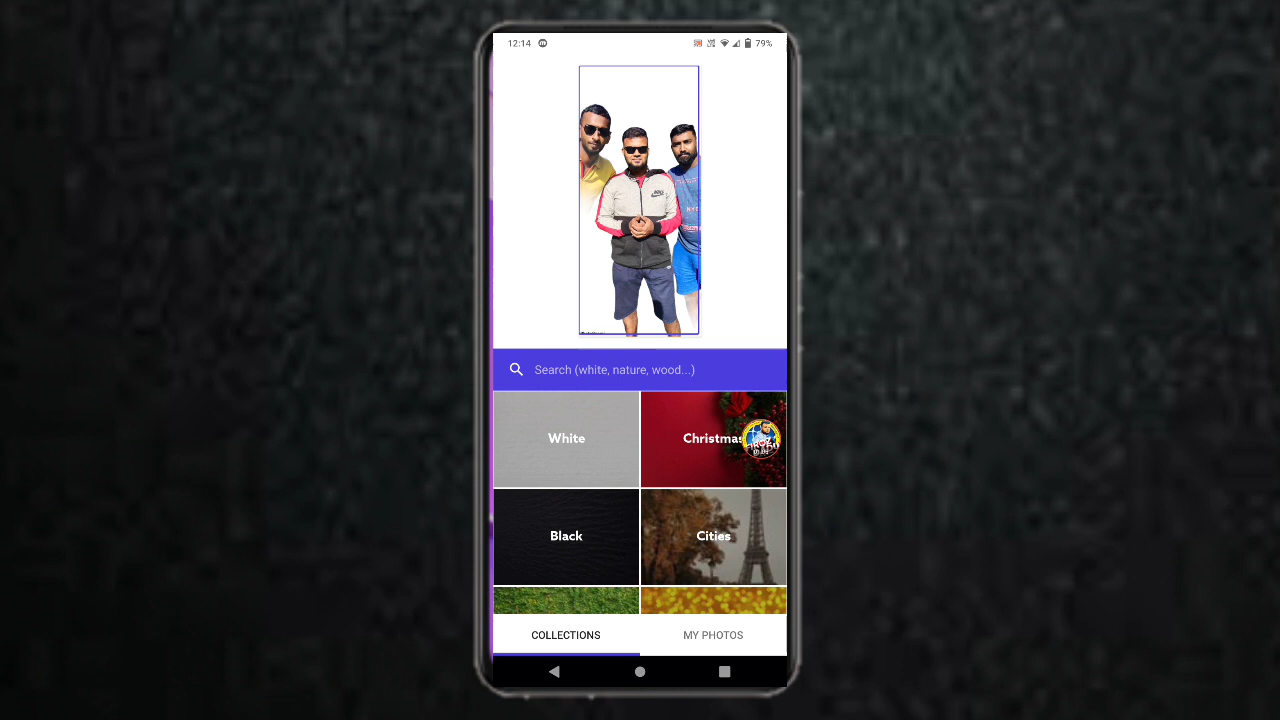 12:14
79%
Search (white, nature, wood...)
White
Christmas
Black
Cities
COLLECTIONS
MY PHOTOS